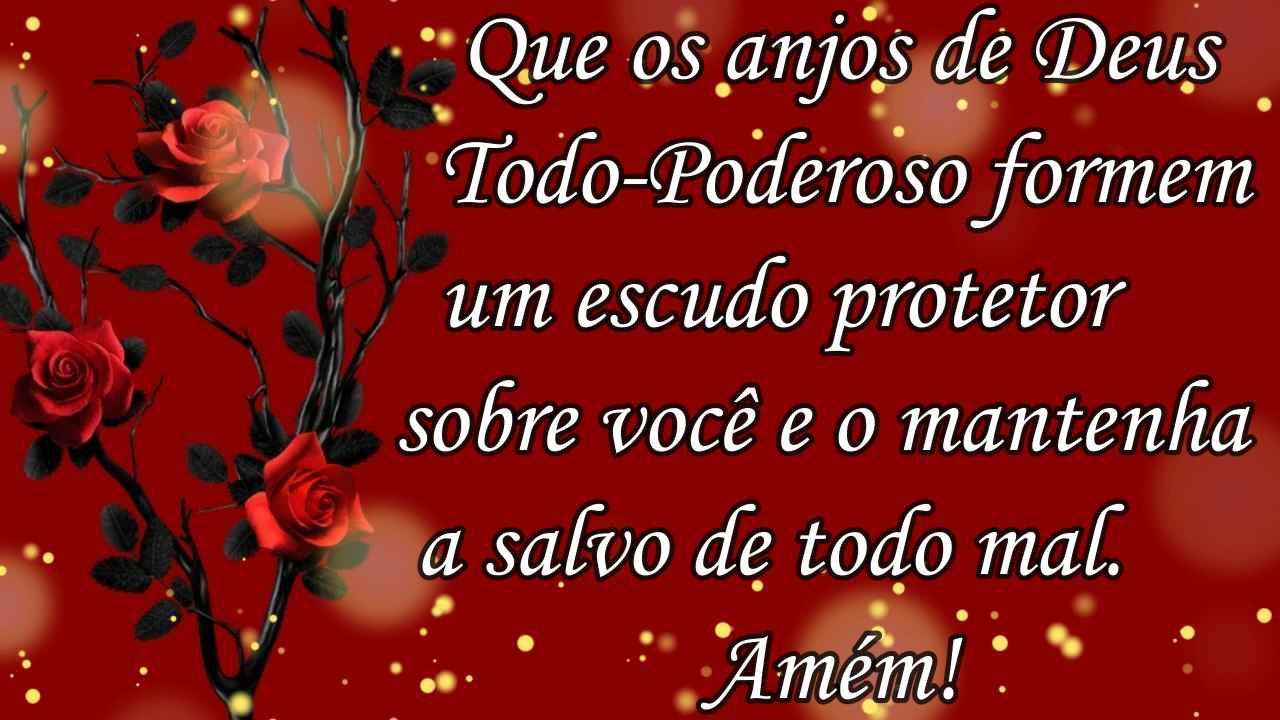 Que os anjos de Deus
Todo-Poderoso formem
um escudo protetor
sobre você e o mantenha
a salvo de todo mal.
Amém!